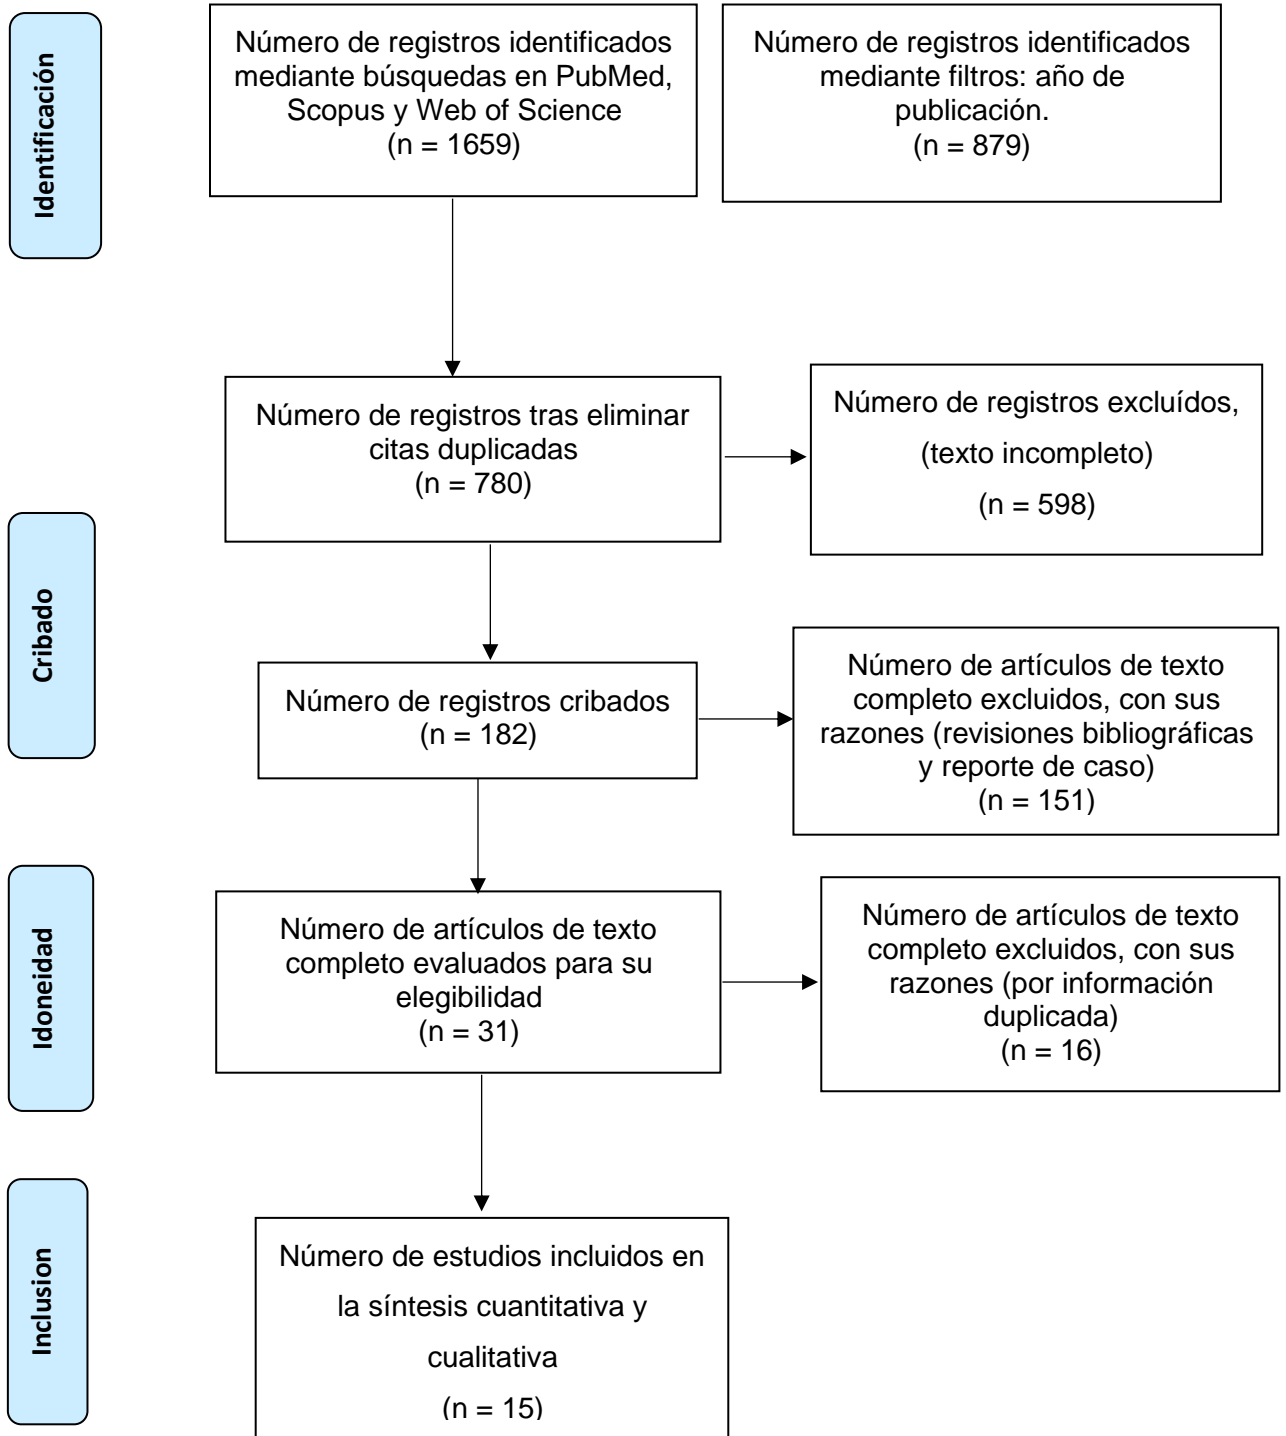 Identificación
Número de registros identificados
mediante búsquedas en PubMed,
Scopus y Web of Science
(n = 1659)
Número de registros identificados
mediante filtros: año de
publicación.
(n = 879)
Número de registros tras eliminar
citas duplicadas
(n = 780)
Número de registros excluídos,
(texto incompleto)
(n = 598)
Cribado
Número de registros cribados
(n = 182)
Número de artículos de texto
completo excluidos, con sus
razones (revisiones bibliográficas
y reporte de caso)
(n = 151)
Idoneidad
Número de artículos de texto
completo evaluados para su
elegibilidad
(n = 31)
Número de artículos de texto
completo excluidos, con sus
razones (por información
duplicada)
(n = 16)
Inclusion
Número de estudios incluidos en
la síntesis cuantitativa y
cualitativa
(n = 15)